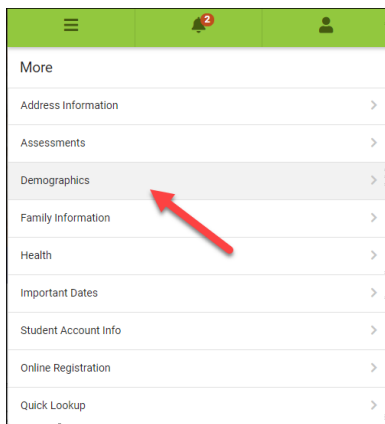 2
More
Address Information
Assessments
Demographics
Family Information
Health
Important Dates
Student Account Info
Online Registration
Quick Lookup